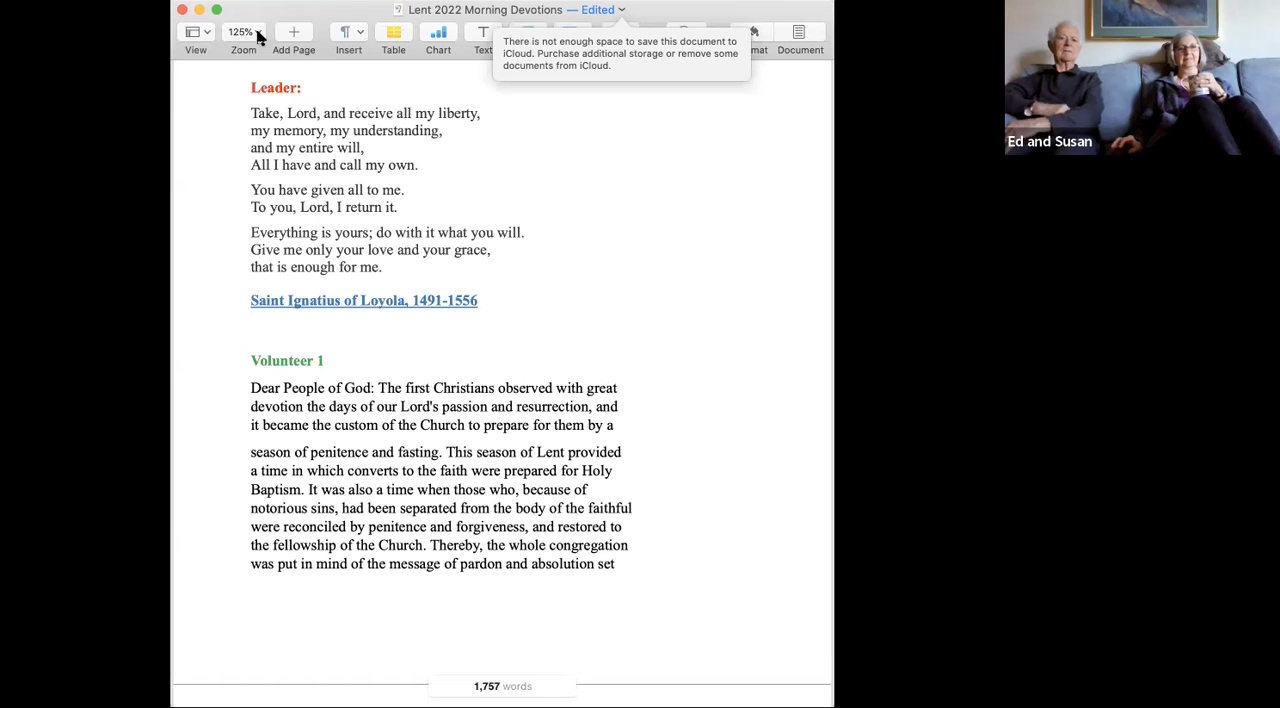 Lent 2022 Morning Devotions — Edited
125%
View
Zoom
Add Page
Insert
Table
Chart
Text
Document
There is not enough space to save this document to
iCloud. Purchase additional storage or remove some
documents from iCloud.
Leader:
Take, Lord, and receive all my liberty,
my memory, my understanding,
and my entire will,
All I have and call my own.
You have given all to me.
To you, Lord, I return it.
Everything is yours; do with it what you will.
Give me only your love and your grace,
that is enough for me.
Saint Ignatius of Loyola, 1491-1556
Volunteer 1
Dear People of God: The first Christians observed with great
devotion the days of our Lord's passion and resurrection, and
it became the custom of the Church to prepare for them by a
season of penitence and fasting. This season of Lent provided
a time in which converts to the faith were prepared for Holy
Baptism. It was also a time when those who, because of
notorious sins, had been separated from the body of the faithful
were reconciled by penitence and forgiveness, and restored to
the fellowship of the Church. Thereby, the whole congregation
was put in mind of the message of pardon and absolution set
1,757 words
Ed and Susan